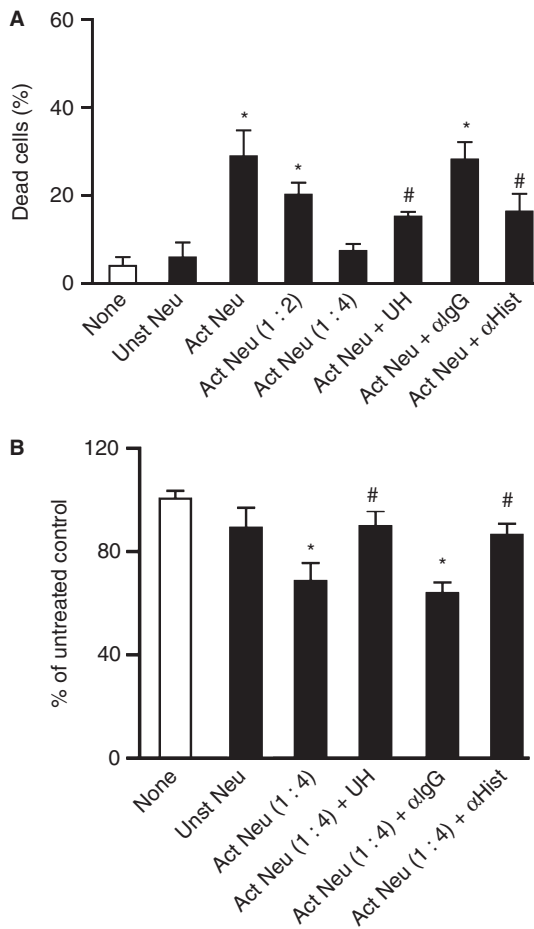 A
60
40
20
0
Dead cells (%)
*
*
#
*
#
None
Unst Neu
Act Neu
Act Neu (1 : 2)
Act Neu (1 : 4)
Act Neu + UH
Act Neu + αIgG
Act Neu + αHist
B
120
80
40
0
% of untreated control
*
#
*
#
None
Unst Neu
Act Neu (1 : 4)
Act Neu (1 : 4) + UH
Act Neu (1 : 4) + αIgG
Act Neu (1 : 4) + αHist